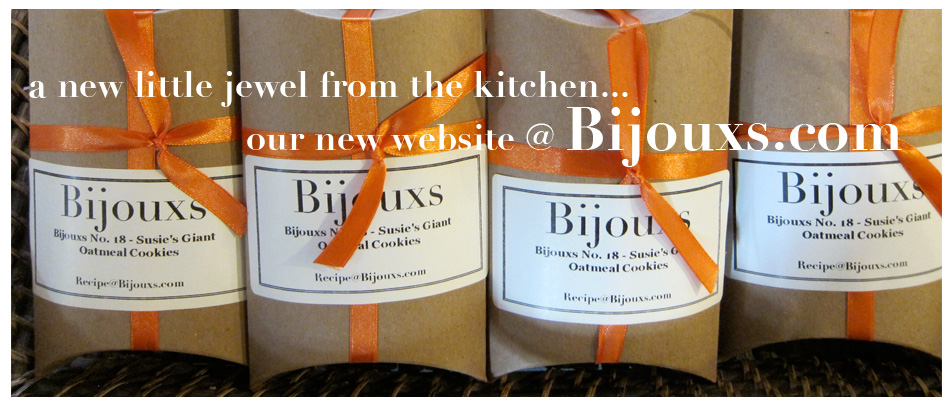 a new little jewel from the kitchen...
our new website @ Bijouxs.com
Bijouxs
Bijouxs No. 18 - Susie's Giant
Oatmeal Cookies
Recipe@Bijouxs.com
Bijouxs
Bijouxs No. 18 - Susie's Giant
Oatmeal Cookies
Recipe@Bijouxs.com
Bijouxs
Bijouxs No. 18 - Susie's
Oatmeal Cookies
Recipe@Bijouxs.com
Bijouxs
Bijouxs No. 18 - Susie's Giant
Oatmeal Cookies
Recipe@Bijouxs.com